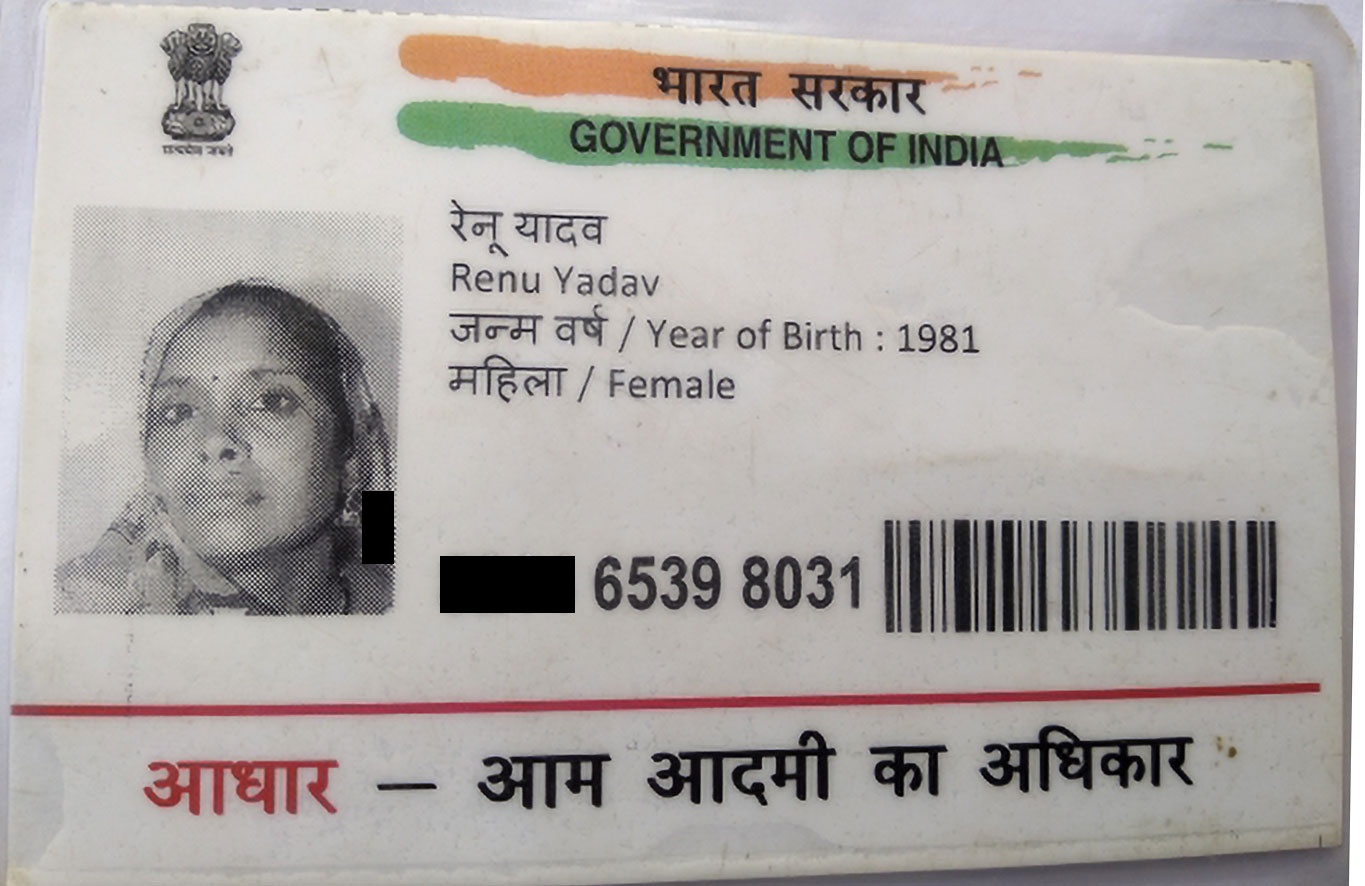 भारत सरकार
GOVERNMENT OF INDIA
सत्यमेव जयते
रेनू यादव
Renu Yadav
जन्म वर्ष / Year of Birth : 1981
महिला / Female
6539 8031
आधार — आम आदमी का अधिकार